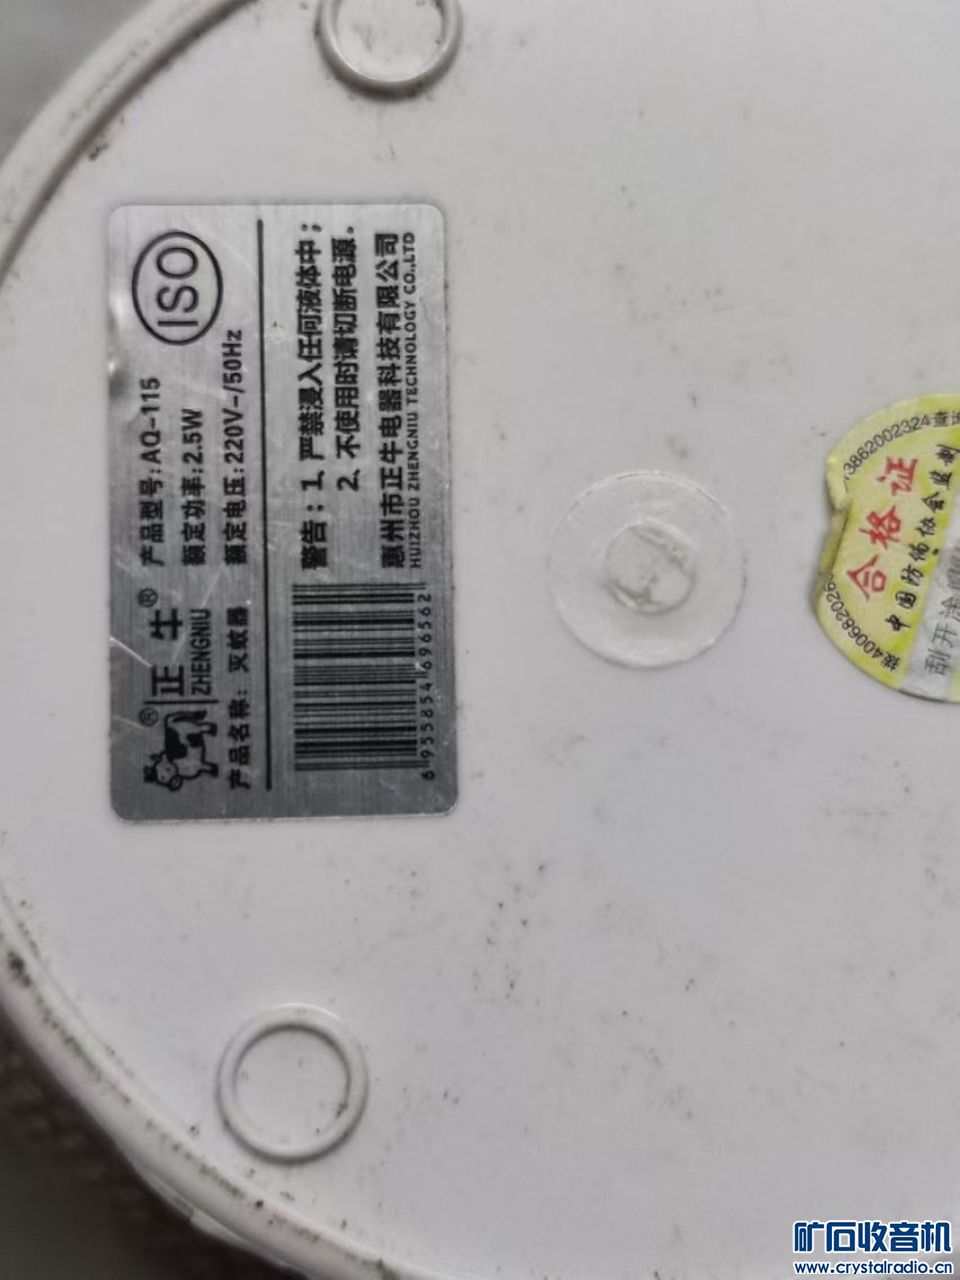 ISO
® 正牛 ®
ZHENGNIU
产品名称: 灭蚊器
产品型号: AQ-115
额定功率: 2.5W
额定电压: 220V~/50Hz
警告: 1、严禁浸入任何液体中;
2、不使用时请切断电源.
惠州市正牛电器科技有限公司
HUIZHOU ZHENGNIU TECHNOLOGY CO.,LTD
6955854696562
合格证
中国防伪协会监制
刮开涂
矿石收音机
www.crystalradio.cn